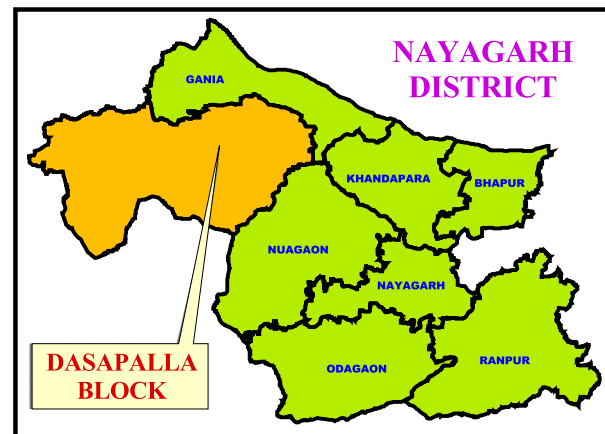 NAYAGARH
DISTRICT
GANIA
KHANDAPARA
BHAPUR
NUAGAON
NAYAGARH
DASAPALLA
BLOCK
ODAGAON
RANPUR